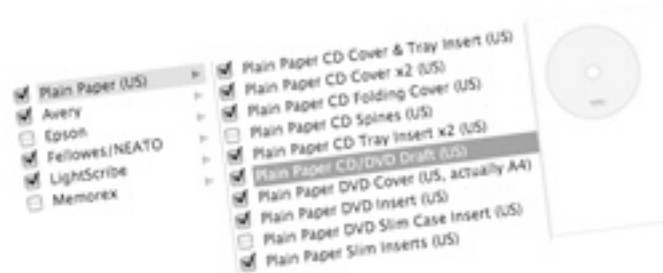 Plain Paper (US)
Avery
Epson
Fellowes/NEATO
LightScribe
Memorex
Plain Paper CD Cover & Tray Insert (US)
Plain Paper CD Cover x2 (US)
Plain Paper CD Folding Cover (US)
Plain Paper CD Spines (US)
Plain Paper CD Tray Insert x2 (US)
Plain Paper CD/DVD Draft (US)
Plain Paper DVD Cover (US, actually A4)
Plain Paper DVD Insert (US)
Plain Paper DVD Slim Case Insert (US)
Plain Paper Slim Inserts (US)